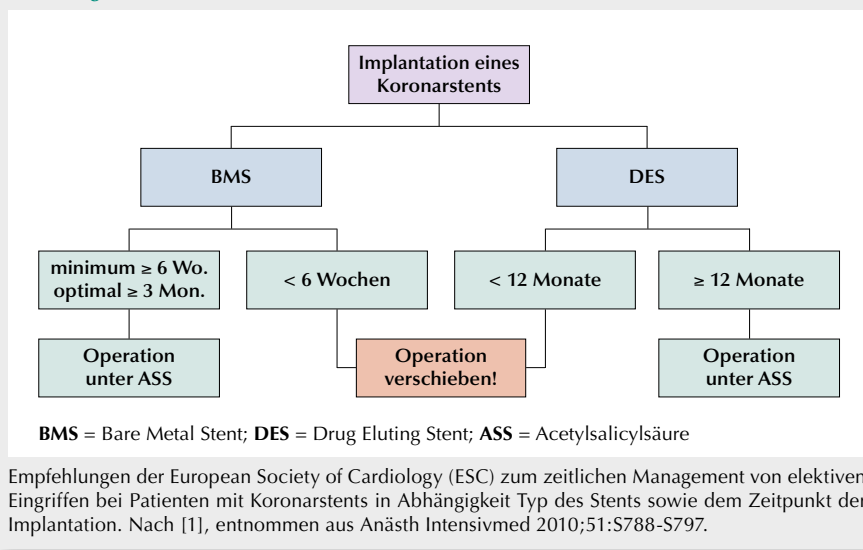 Implantation eines
Koronarstents
BMS
DES
minimum ≥ 6 Wo.
optimal ≥ 3 Mon.
< 6 Wochen
< 12 Monate
≥ 12 Monate
Operation
unter ASS
Operation
verschieben!
Operation
unter ASS
BMS = Bare Metal Stent; DES = Drug Eluting Stent; ASS = Acetylsalicylsäure
Empfehlungen der European Society of Cardiology (ESC) zum zeitlichen Management von elektiven
Eingriffen bei Patienten mit Koronarstents in Abhängigkeit Typ des Stents sowie dem Zeitpunkt der
Implantation. Nach [1], entnommen aus Anästh Intensivmed 2010;51:S788-S797.